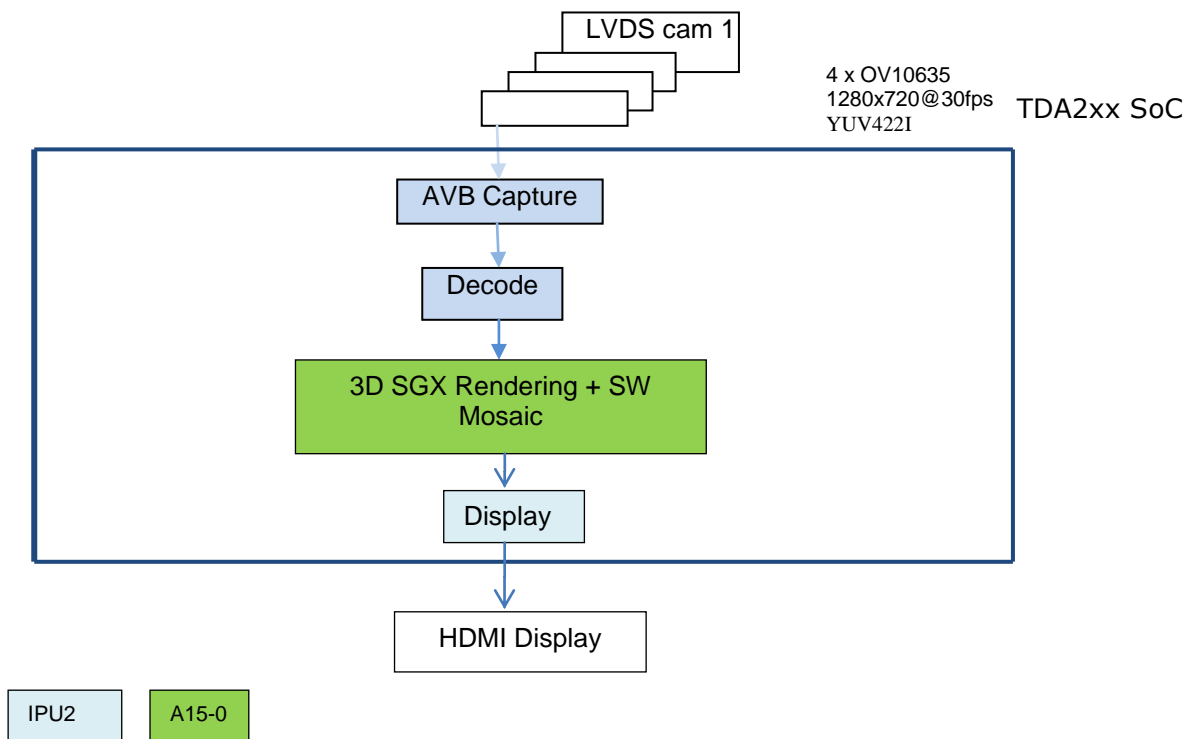 LVDS cam 1
4 x OV10635
1280x720@30fps
YUV422I
TDA2xx SoC
AVB Capture
Decode
3D SGX Rendering + SW
Mosaic
Display
HDMI Display
IPU2
A15-0